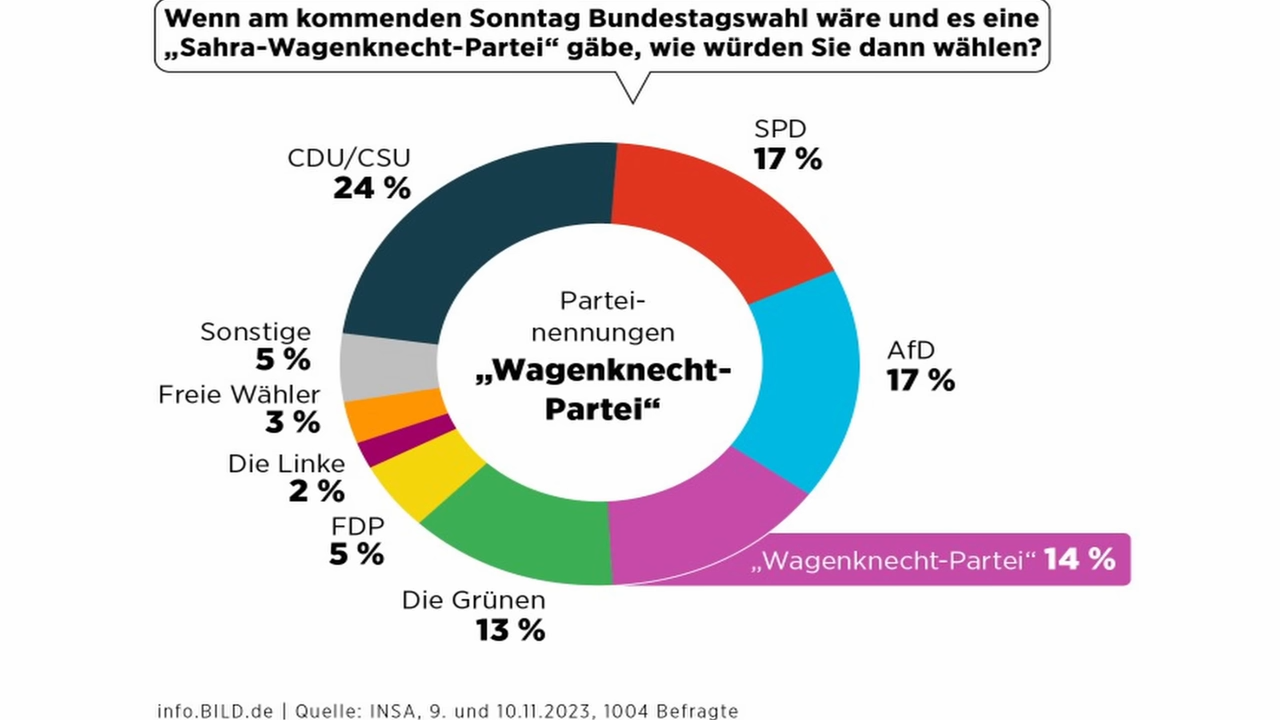 Wenn am kommenden Sonntag Bundestagswahl wäre und es eine
„Sahra-Wagenknecht-Partei“ gäbe, wie würden Sie dann wählen?
SPD
17 %
CDU/CSU
24 %
Partei-
nennungen
„Wagenknecht-
Partei“
Sonstige
5 %
AfD
17 %
Freie Wähler
3 %
Die Linke
2 %
FDP
5 %
„Wagenknecht-Partei“ 14 %
Die Grünen
13 %
info.BILD.de | Quelle: INSA, 9. und 10.11.2023, 1004 Befragte